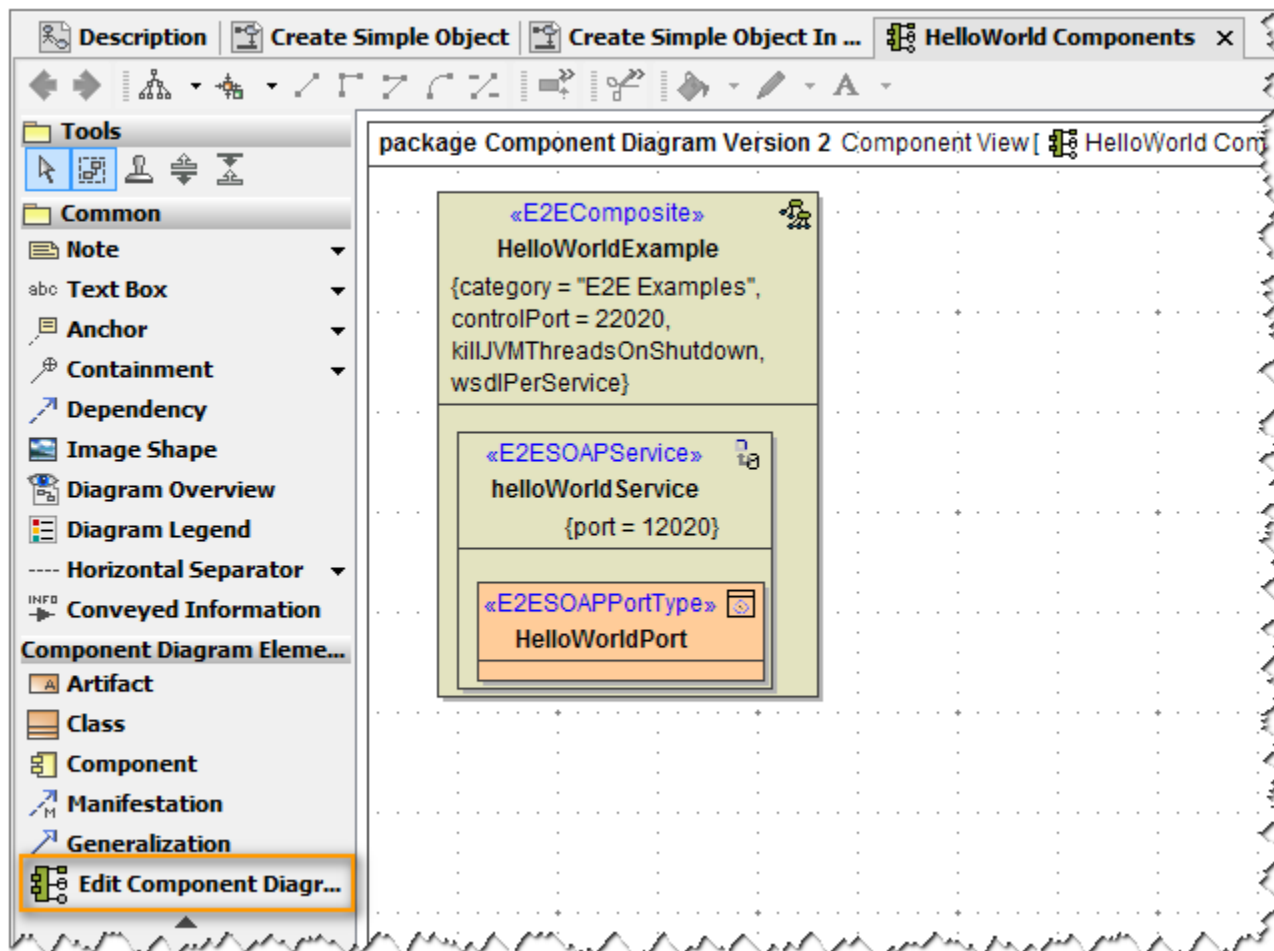 Description
Create Simple Object
Create Simple Object In ...
HelloWorld Components
A
Tools
Common
Note
abc Text Box
Anchor
Containment
Dependency
Image Shape
Diagram Overview
Diagram Legend
Horizontal Separator
INFO
Conveyed Information
Component Diagram Eleme...
A Artifact
Class
Component
M Manifestation
Generalization
Edit Component Diagr...
package Component Diagram Version 2 Component View[ HelloWorld Com
«E2EComposite»
HelloWorldExample
{category = "E2E Examples",
controlPort = 22020,
killJVMThreadsOnShutdown,
wsdlPerService}
«E2ESOAPService»
helloWorldService
{port = 12020}
«E2ESOAPPortType»
HelloWorldPort